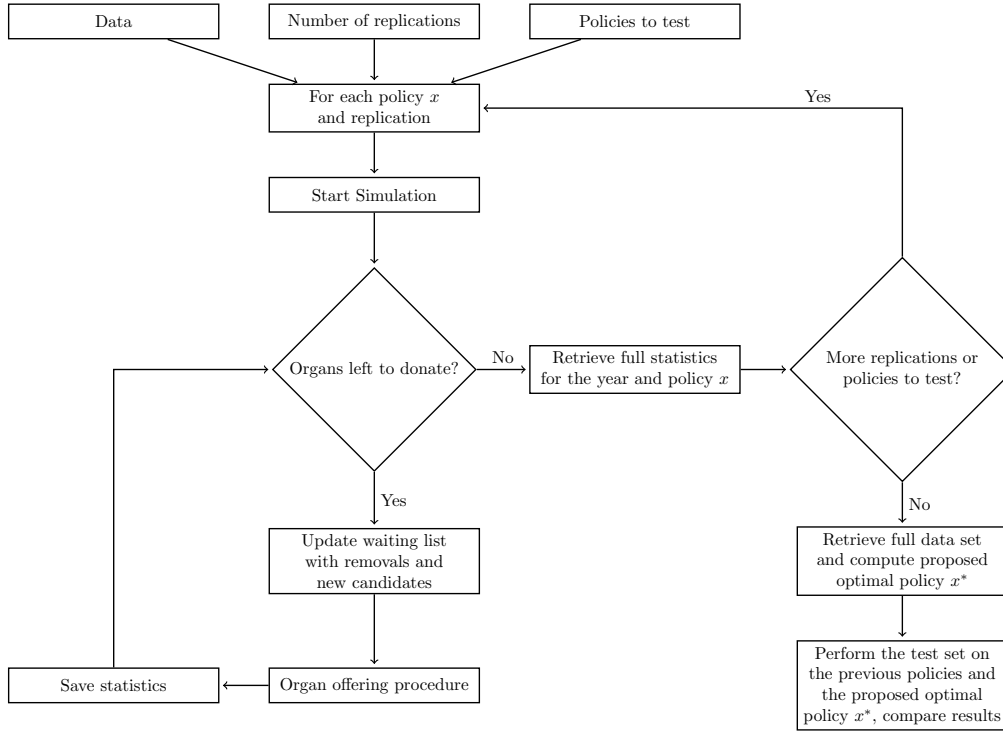 Data
Number of replications
Policies to test
For each policy x
and replication
Yes
Start Simulation
Organs left to donate?
No
Retrieve full statistics
for the year and policy x
More replications or
policies to test?
Yes
No
Update waiting list
with removals and
new candidates
Retrieve full data set
and compute proposed
optimal policy x*
Save statistics
Organ offering procedure
Perform the test set on
the previous policies and
the proposed optimal
policy x*, compare results